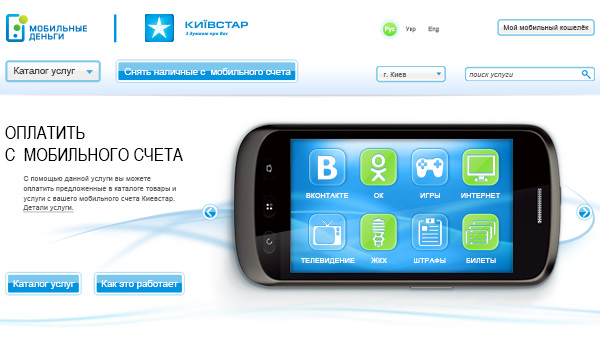 МОБИЛЬНЫЕ
ДЕНЬГИ
КИЇВСТАР
З думкою про Вас
Рус Укр Eng
Мой мобильный кошелёк
Каталог услуг
Снять наличные с мобильного счета
г. Киев
поиск услуги
ОПЛАТИТЬ
С МОБИЛЬНОГО СЧЕТА
С помощью данной услуги вы можете
оплатить предложенные в каталоге товары и
услуги с вашего мобильного счета Киевстар.
Детали услуги.
В
ВКОНТАКТЕ ОК ИГРЫ ИНТЕРНЕТ
ТЕЛЕВИДЕНИЕ ЖКХ ШТРАФЫ БИЛЕТЫ
Каталог услуг
Как это работает